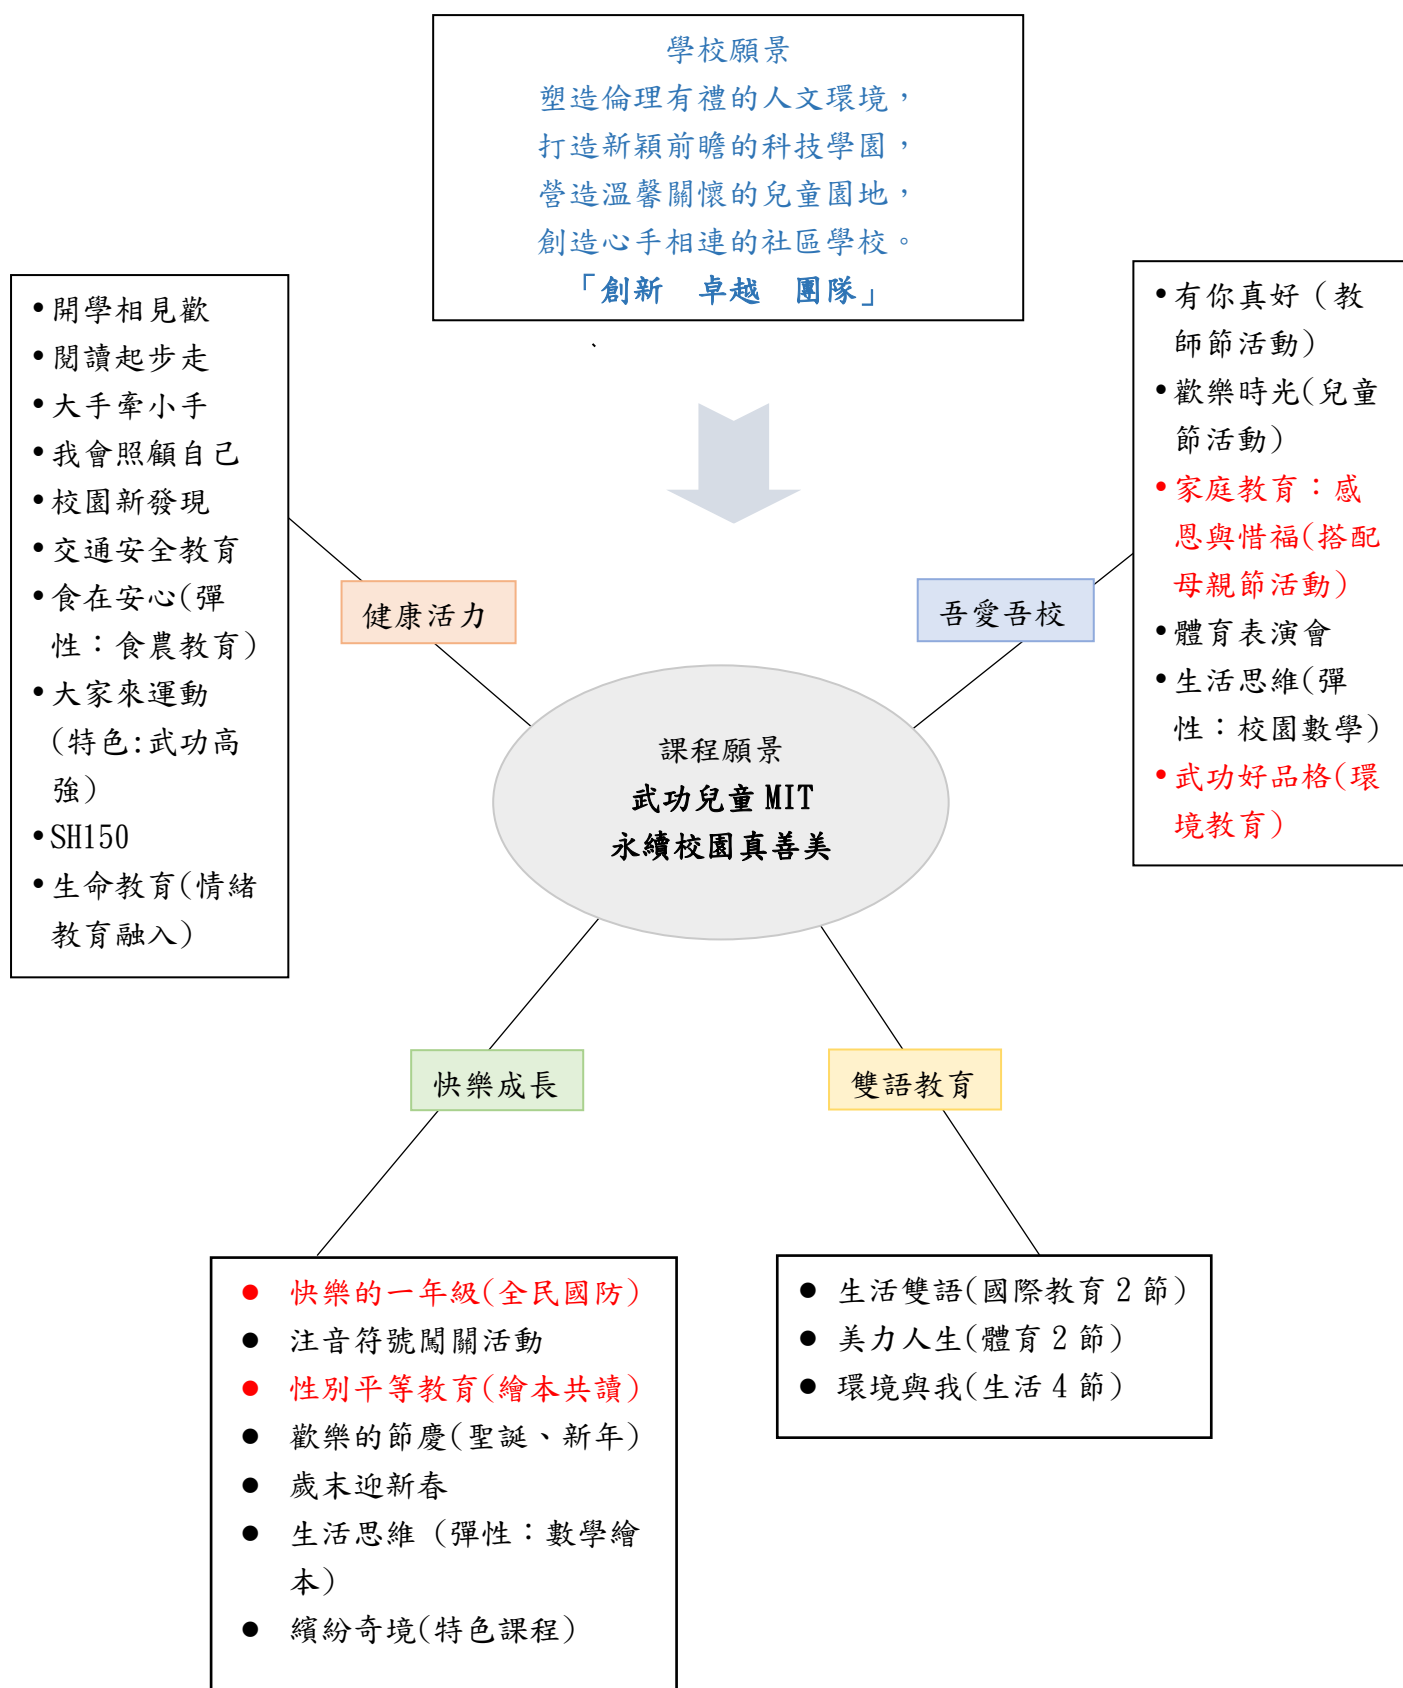 學校願景
塑造倫理有禮的人文環境，
打造新穎前瞻的科技學園，
營造溫馨關懷的兒童園地，
創造心手相連的社區學校。
「創新　卓越　團隊」
、
•開學相見歡
•閱讀起步走
•大手牽小手
•我會照顧自己
•校園新發現
•交通安全教育
•食在安心(彈
性：食農教育)
•大家來運動
(特色:武功高
強)
•SH150
•生命教育(情緒
教育融入)
•有你真好（教
師節活動)
•歡樂時光(兒童
節活動)
•家庭教育：感
恩與惜福(搭配
母親節活動)
•體育表演會
•生活思維(彈
性：校園數學)
•武功好品格(環
境教育)
健康活力
吾愛吾校
課程願景
武功兒童 MIT
永續校園真善美
快樂成長
雙語教育
● 快樂的一年級(全民國防)
● 注音符號闖關活動
● 性別平等教育(繪本共讀)
● 歡樂的節慶(聖誕、新年)
● 歲末迎新春
● 生活思維 (彈性：數學繪
本)
● 繽紛奇境(特色課程)
● 生活雙語(國際教育 2 節)
● 美力人生(體育 2 節)
● 環境與我(生活 4 節)